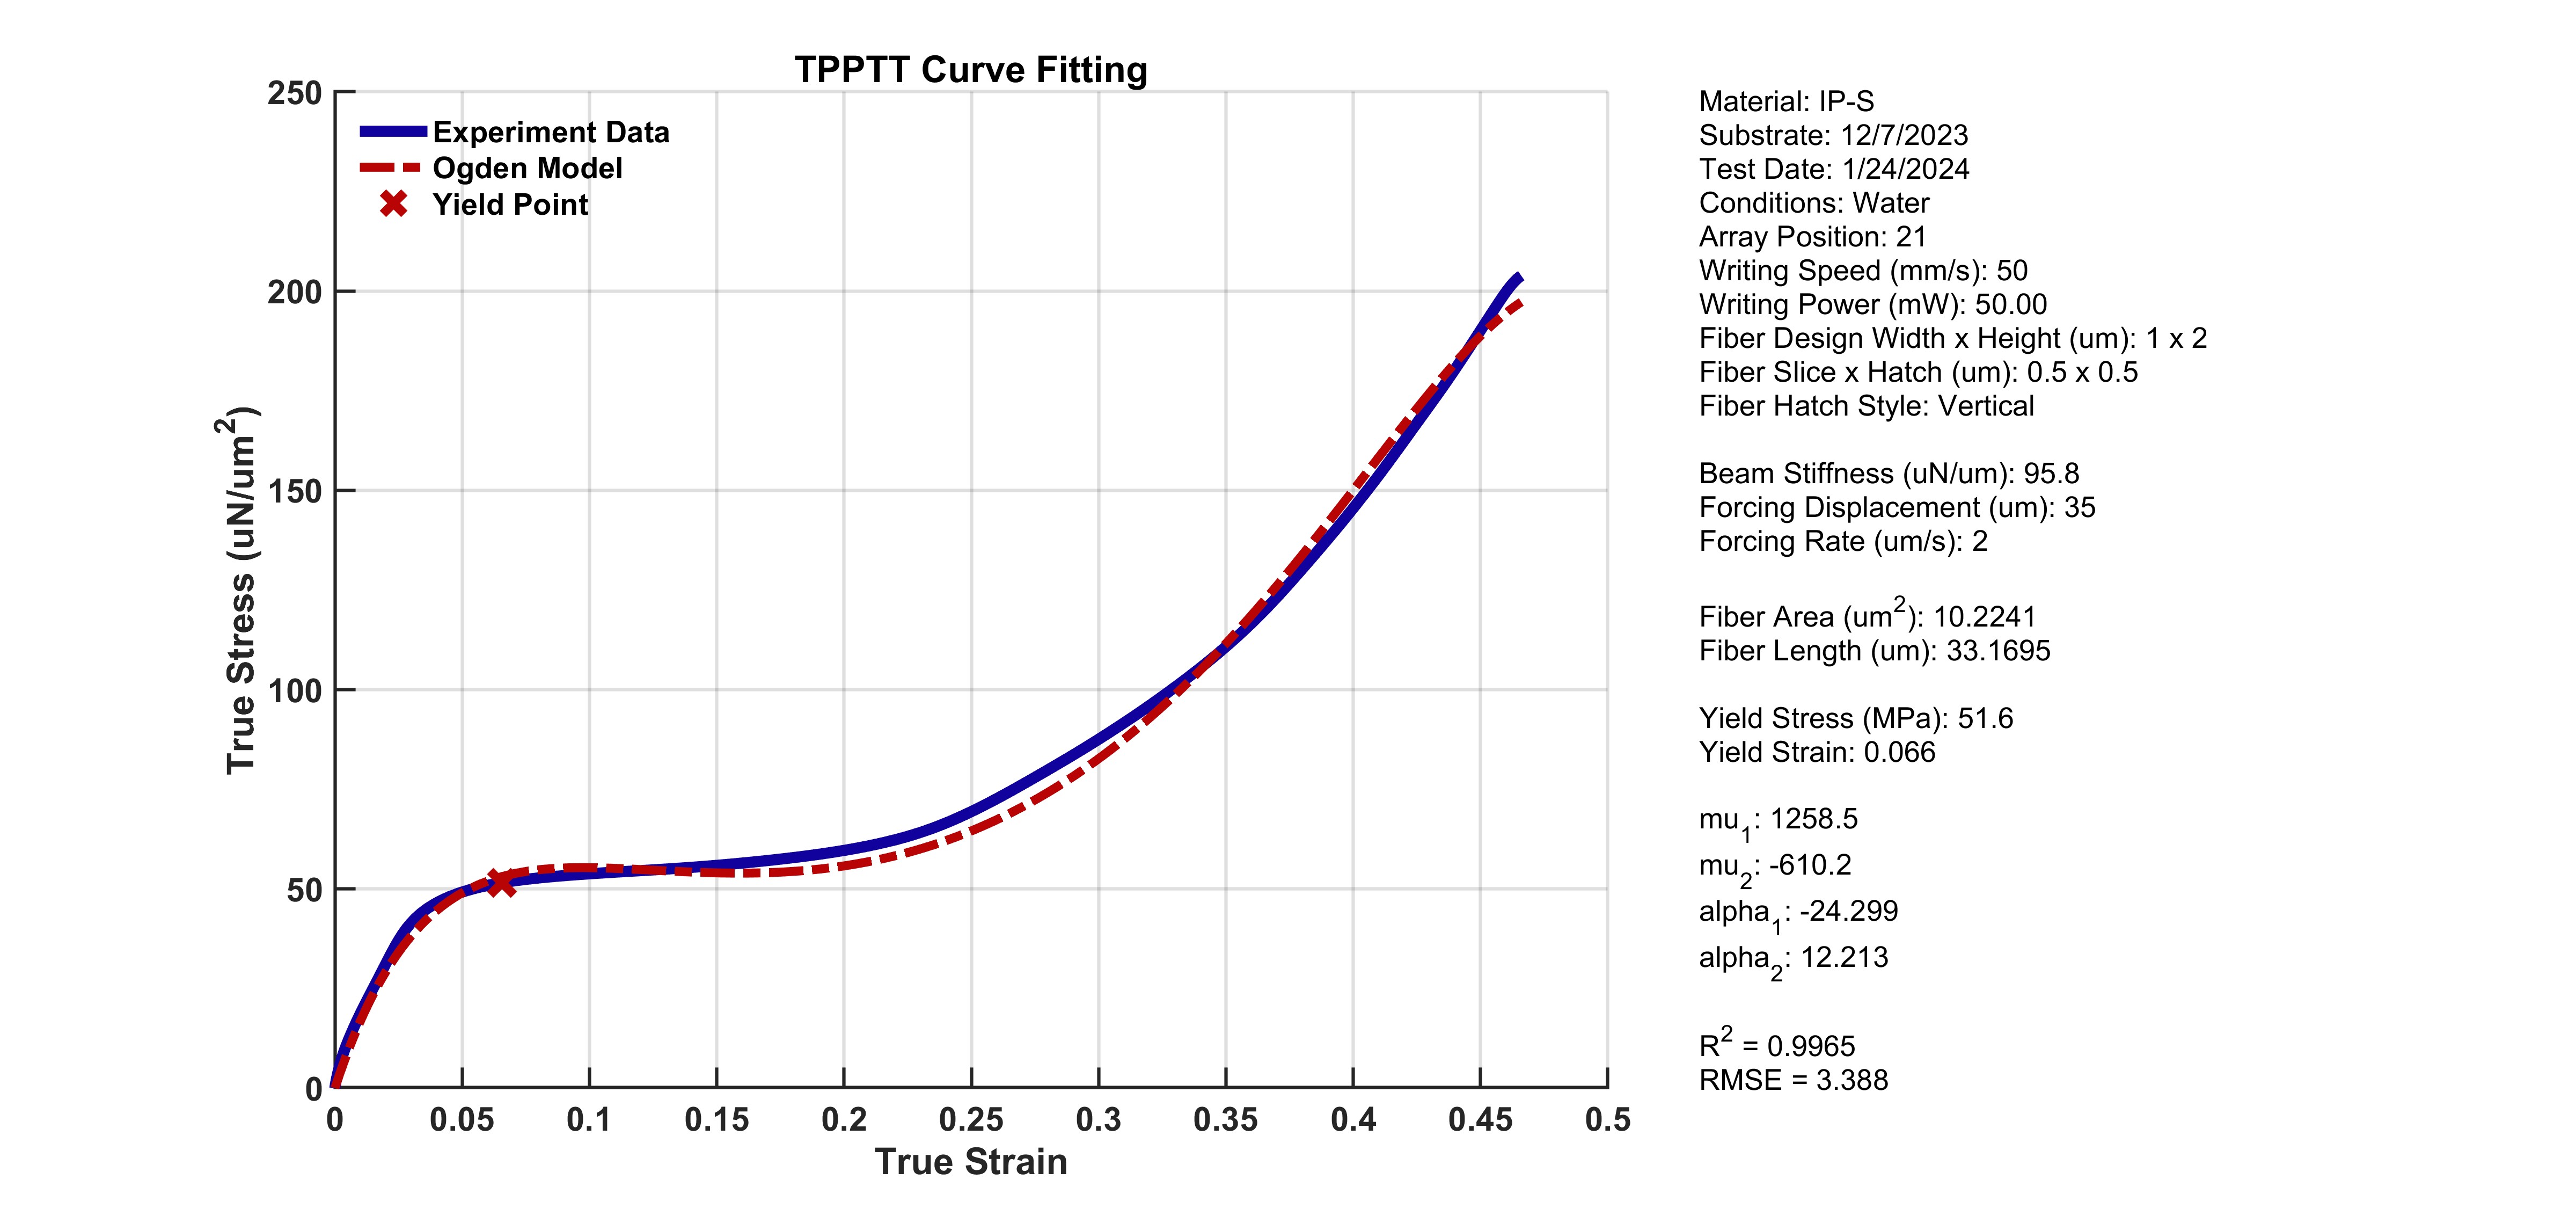 TPPTT Curve Fitting
250
200
150
100
50
0
True Stress (uN/um²)
Experiment Data
Ogden Model
Yield Point
0 0.05 0.1 0.15 0.2 0.25 0.3 0.35 0.4 0.45 0.5
True Strain
Material: IP-S
Substrate: 12/7/2023
Test Date: 1/24/2024
Conditions: Water
Array Position: 21
Writing Speed (mm/s): 50
Writing Power (mW): 50.00
Fiber Design Width x Height (um): 1 x 2
Fiber Slice x Hatch (um): 0.5 x 0.5
Fiber Hatch Style: Vertical
Beam Stiffness (uN/um): 95.8
Forcing Displacement (um): 35
Forcing Rate (um/s): 2
Fiber Area (um²): 10.2241
Fiber Length (um): 33.1695
Yield Stress (MPa): 51.6
Yield Strain: 0.066
mu₁: 1258.5
mu₂: -610.2
alpha₁: -24.299
alpha₂: 12.213
R² = 0.9965
RMSE = 3.388